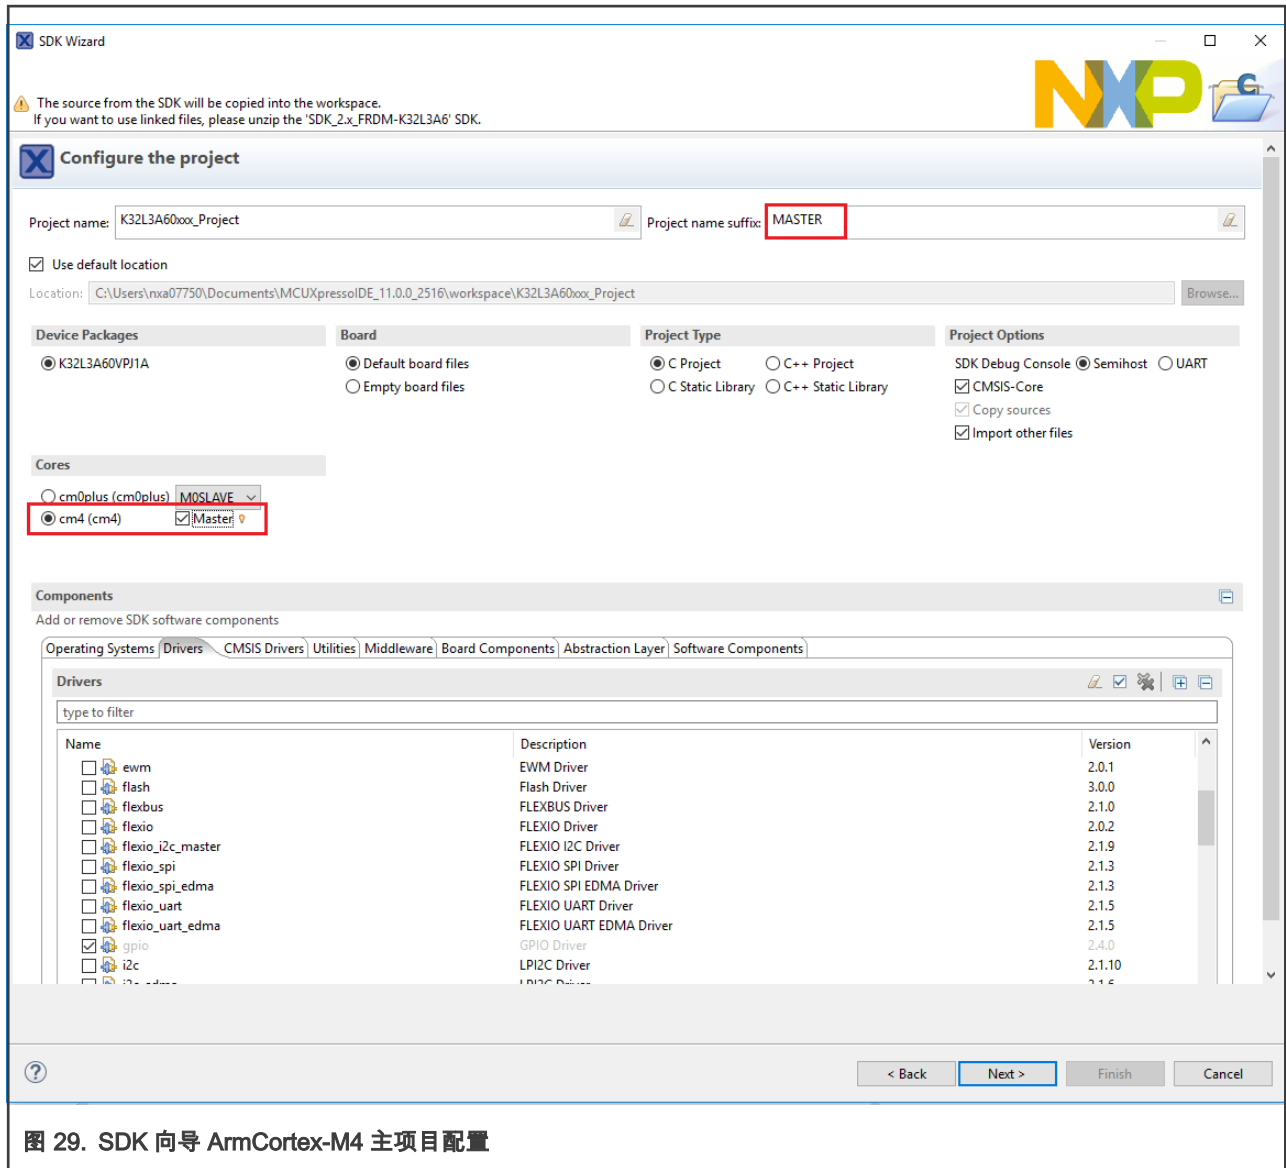 SDK Wizard
NXP
The source from the SDK will be copied into the workspace.
If you want to use linked files, please unzip the 'SDK_2.x_FRDM-K32L3A6' SDK.
Configure the project
Project name: K32L3A60xxx_Project Project name suffix: MASTER
Use default location
Location: C:\Users\nxa07750\Documents\MCUXpressoIDE_11.0.0_2516\workspace\K32L3A60xxx_Project Browse...
Device Packages Board Project Type Project Options
K32L3A60VPJ1A Default board files C Project C++ Project SDK Debug Console Semihost UART
Empty board files C Static Library C++ Static Library CMSIS-Core
Copy sources
Import other files
Cores
cm0plus (cm0plus) M0SLAVE
cm4 (cm4) Master
Components
Add or remove SDK software components
Operating Systems Drivers CMSIS Drivers Utilities Middleware Board Components Abstraction Layer Software Components
Drivers
type to filter
Name Description Version
ewm EWM Driver 2.0.1
flash Flash Driver 3.0.0
flexbus FLEXBUS Driver 2.1.0
flexio FLEXIO Driver 2.0.2
flexio_i2c_master FLEXIO I2C Driver 2.1.9
flexio_spi FLEXIO SPI Driver 2.1.3
flexio_spi_edma FLEXIO SPI EDMA Driver 2.1.3
flexio_uart FLEXIO UART Driver 2.1.5
flexio_uart_edma FLEXIO UART EDMA Driver 2.1.5
gpio GPIO Driver 2.4.0
i2c LPI2C Driver 2.1.10
< Back Next > Finish Cancel
图 29. SDK 向导 ArmCortex-M4 主项目配置